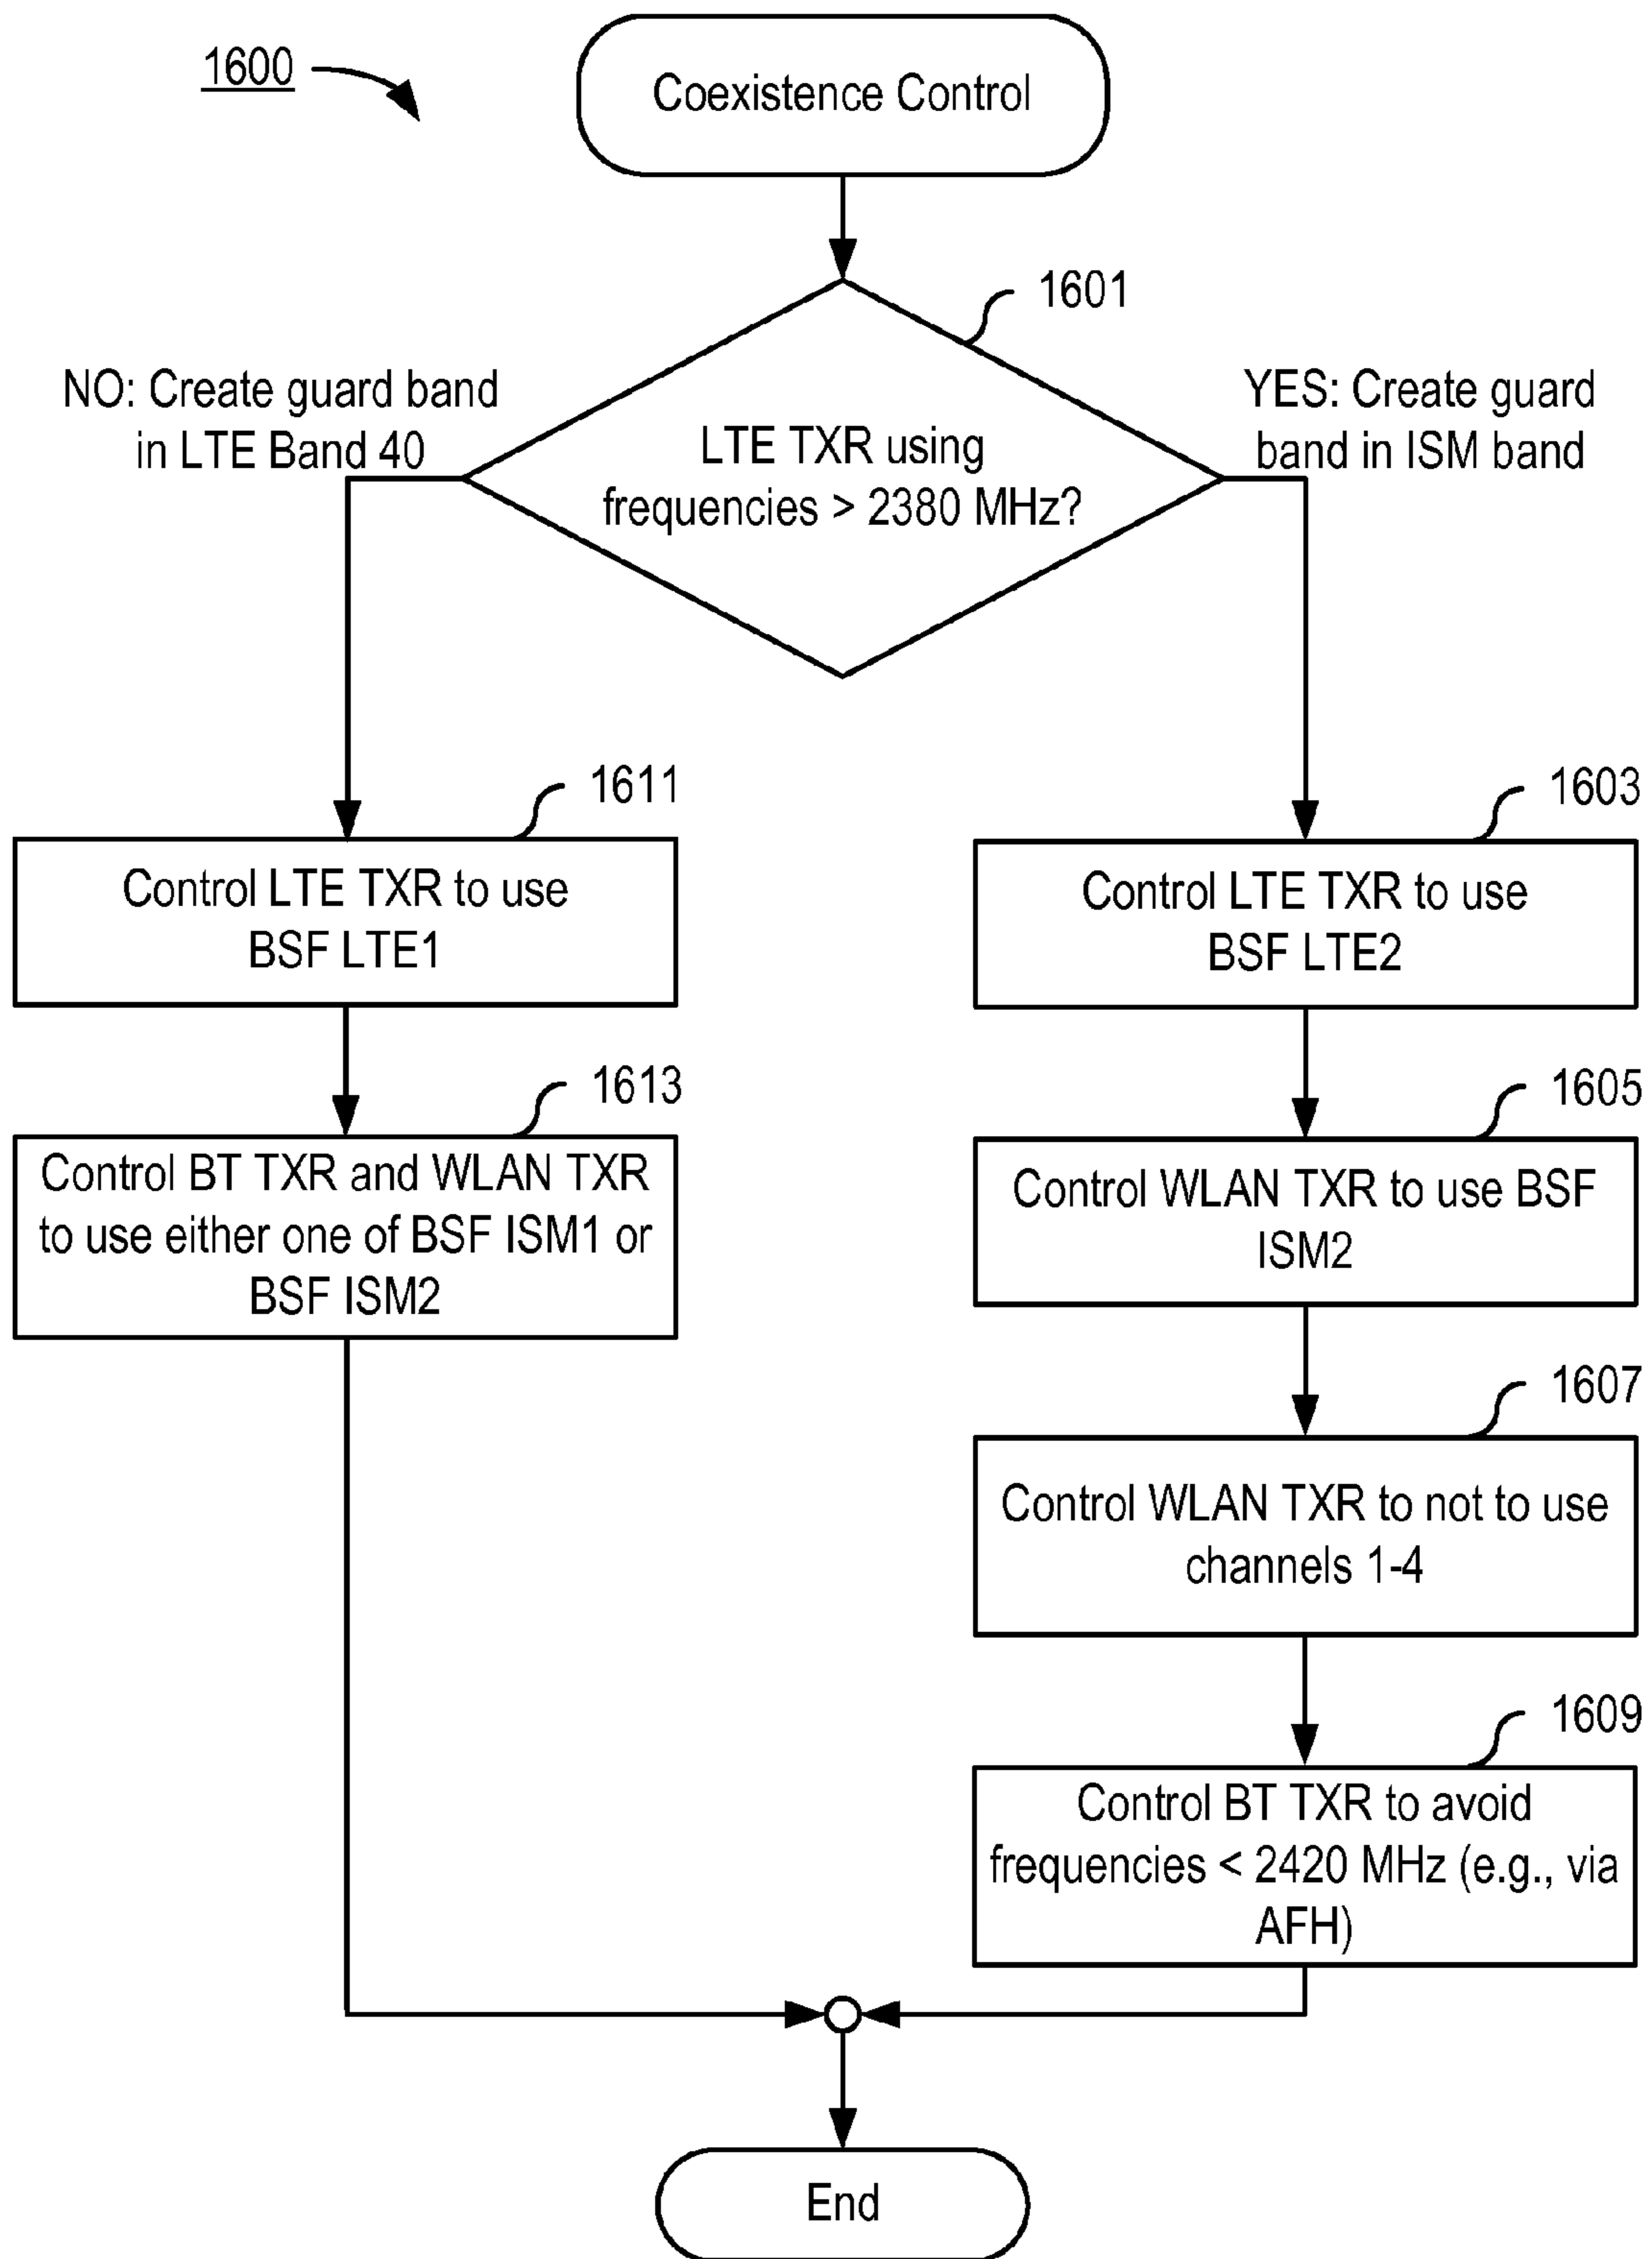 1600
Coexistence Control
1601
NO: Create guard band
in LTE Band 40
LTE TXR using
frequencies > 2380 MHz?
YES: Create guard
band in ISM band
1611
Control LTE TXR to use
BSF LTE1
1613
Control BT TXR and WLAN TXR
to use either one of BSF ISM1 or
BSF ISM2
1603
Control LTE TXR to use
BSF LTE2
1605
Control WLAN TXR to use BSF
ISM2
1607
Control WLAN TXR to not to use
channels 1-4
1609
Control BT TXR to avoid
frequencies < 2420 MHz (e.g., via
AFH)
End